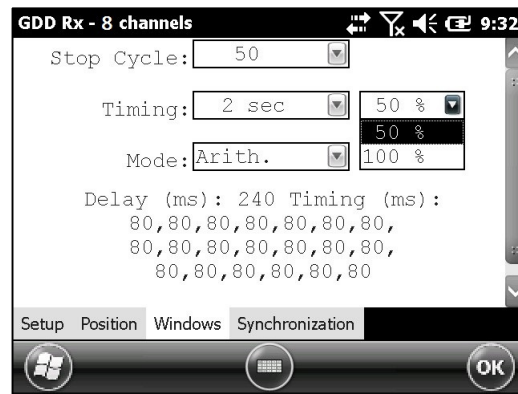 GDD Rx - 8 channels 9:32
Stop Cycle: 50
Timing: 2 sec 50 %
50 %
Mode: Arith. 100 %
Delay (ms): 240 Timing (ms):
80,80,80,80,80,80,80,
80,80,80,80,80,80,80,
80,80,80,80,80,80
Setup Position Windows Synchronization
OK